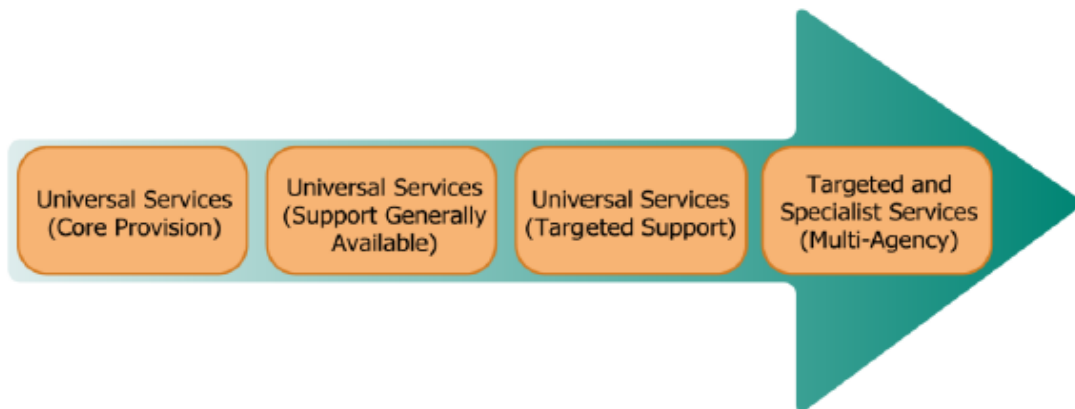 Universal Services
(Core Provision)
Universal Services
(Support Generally
Available)
Universal Services
(Targeted Support)
Targeted and
Specialist Services
(Multi-Agency)